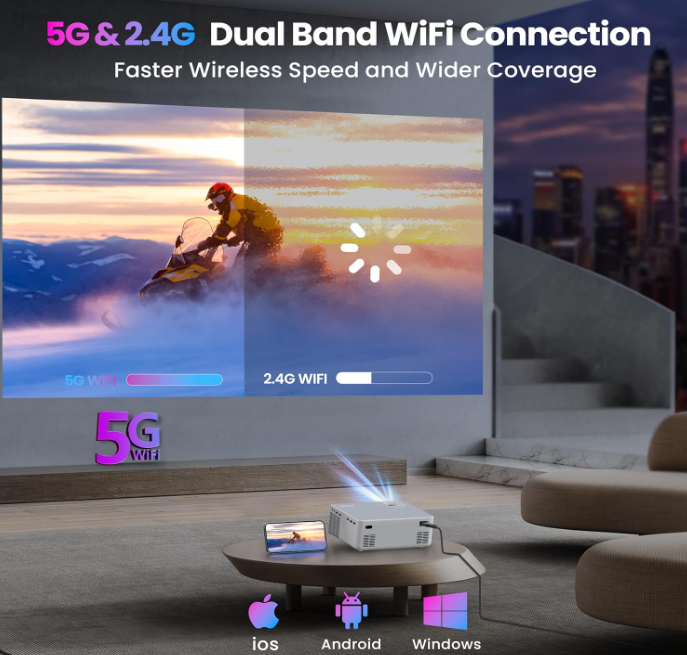 5G & 2.4G Dual Band WiFi Connection
Faster Wireless Speed and Wider Coverage
5G WIFI
2.4G WIFI
5G
WiFi
ios
Android
Windows